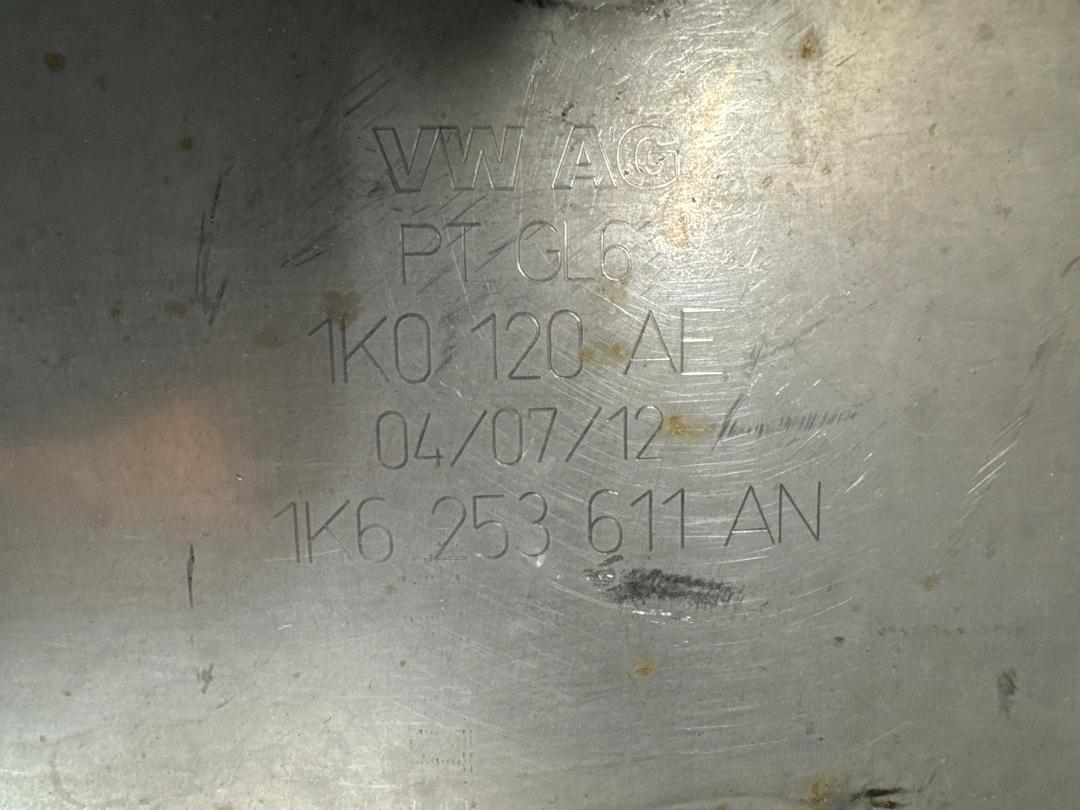 VW AG
PT GL6
1K0 120 AE
04/07/12
1K6 253 611 AN